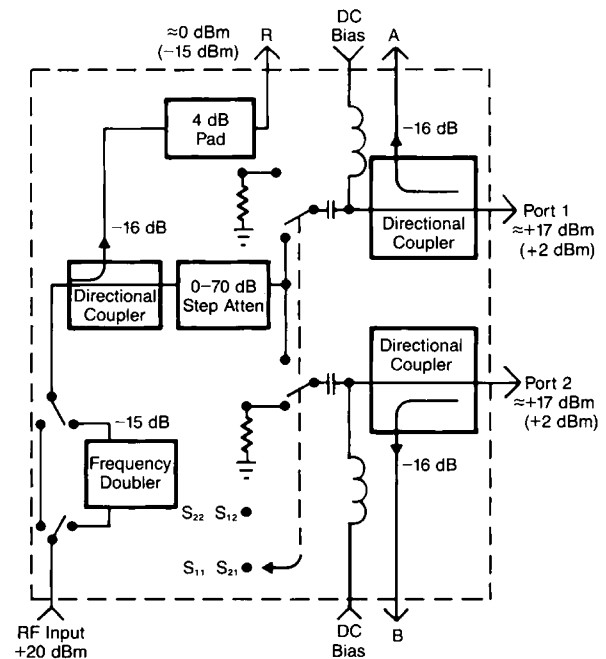 ≈0 dBm
(−15 dBm)
R
DC
Bias
A
4 dB
Pad
−16 dB
−16 dB
Directional
Coupler
Port 1
≈+17 dBm
(+2 dBm)
Directional
Coupler
0–70 dB
Step Atten
Directional
Coupler
Port 2
≈+17 dBm
(+2 dBm)
−15 dB
Frequency
Doubler
−16 dB
S₂₂ S₁₂
S₁₁ S₂₁
RF Input
+20 dBm
DC
Bias
B